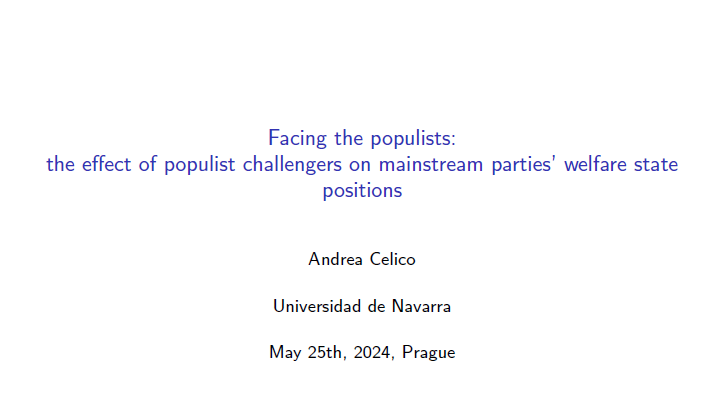 Facing the populists:
the effect of populist challengers on mainstream parties' welfare state
positions
Andrea Celico
Universidad de Navarra
May 25th, 2024, Prague